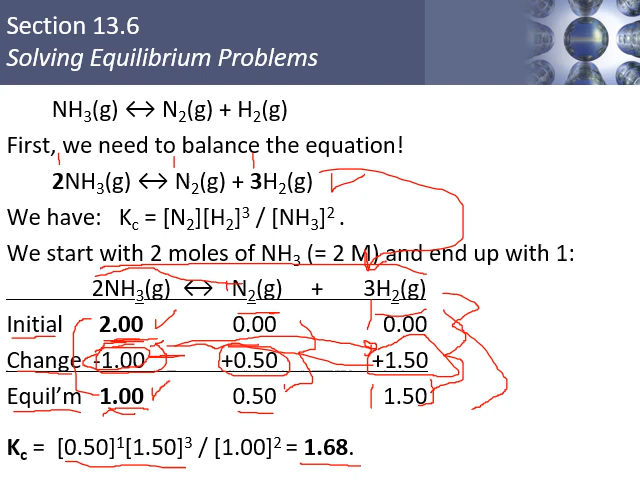 Section 13.6
Solving Equilibrium Problems
NH₃(g) ↔ N₂(g) + H₂(g)
First, we need to balance the equation!
2NH₃(g) ↔ N₂(g) + 3H₂(g)
We have: K꜀ = [N₂][H₂]³ / [NH₃]² .
We start with 2 moles of NH₃ (= 2 M) and end up with 1:
2NH₃(g) ↔ N₂(g) + 3H₂(g)
Initial 2.00 0.00 0.00
Change -1.00 +0.50 +1.50
Equil’m 1.00 0.50 1.50
K꜀ = [0.50]¹[1.50]³ / [1.00]² = 1.68.